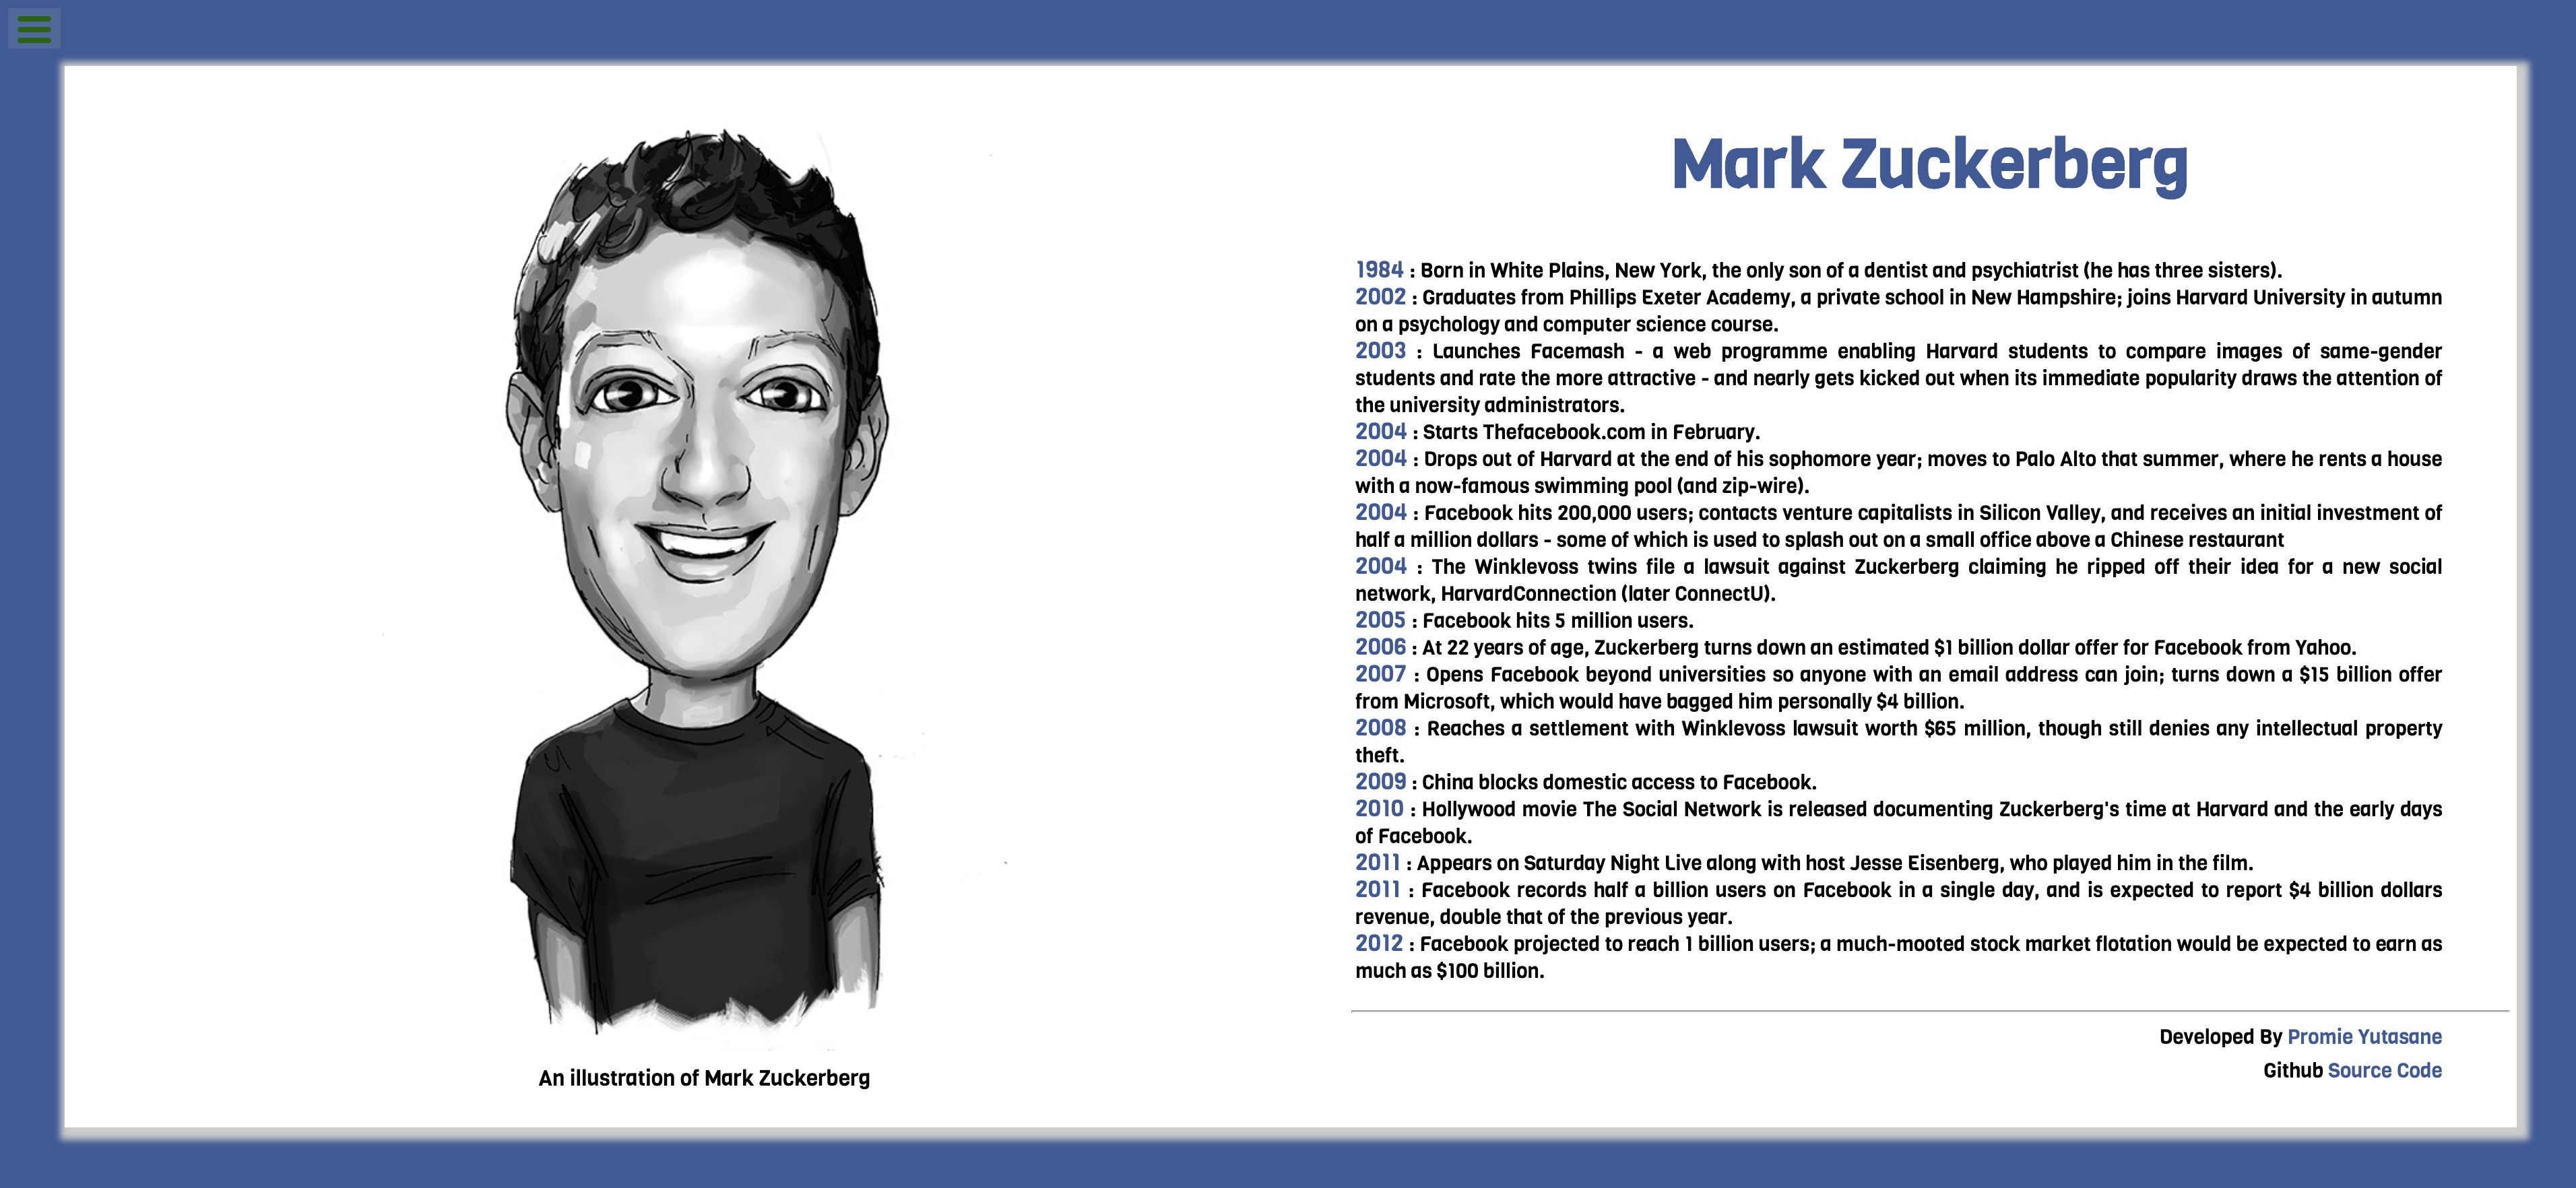 Mark Zuckerberg
1984 : Born in White Plains, New York, the only son of a dentist and psychiatrist (he has three sisters).
2002 : Graduates from Phillips Exeter Academy, a private school in New Hampshire; joins Harvard University in autumn
on a psychology and computer science course.
2003 : Launches Facemash - a web programme enabling Harvard students to compare images of same-gender
students and rate the more attractive - and nearly gets kicked out when its immediate popularity draws the attention of
the university administrators.
2004 : Starts Thefacebook.com in February.
2004 : Drops out of Harvard at the end of his sophomore year; moves to Palo Alto that summer, where he rents a house
with a now-famous swimming pool (and zip-wire).
2004 : Facebook hits 200,000 users; contacts venture capitalists in Silicon Valley, and receives an initial investment of
half a million dollars - some of which is used to splash out on a small office above a Chinese restaurant
2004 : The Winklevoss twins file a lawsuit against Zuckerberg claiming he ripped off their idea for a new social
network, HarvardConnection (later ConnectU).
2005 : Facebook hits 5 million users.
2006 : At 22 years of age, Zuckerberg turns down an estimated $1 billion dollar offer for Facebook from Yahoo.
2007 : Opens Facebook beyond universities so anyone with an email address can join; turns down a $15 billion offer
from Microsoft, which would have bagged him personally $4 billion.
2008 : Reaches a settlement with Winklevoss lawsuit worth $65 million, though still denies any intellectual property
theft.
2009 : China blocks domestic access to Facebook.
2010 : Hollywood movie The Social Network is released documenting Zuckerberg's time at Harvard and the early days
of Facebook.
2011 : Appears on Saturday Night Live along with host Jesse Eisenberg, who played him in the film.
2011 : Facebook records half a billion users on Facebook in a single day, and is expected to report $4 billion dollars
revenue, double that of the previous year.
2012 : Facebook projected to reach 1 billion users; a much-mooted stock market flotation would be expected to earn as
much as $100 billion.
Developed By Promie Yutasane
Github Source Code
An illustration of Mark Zuckerberg